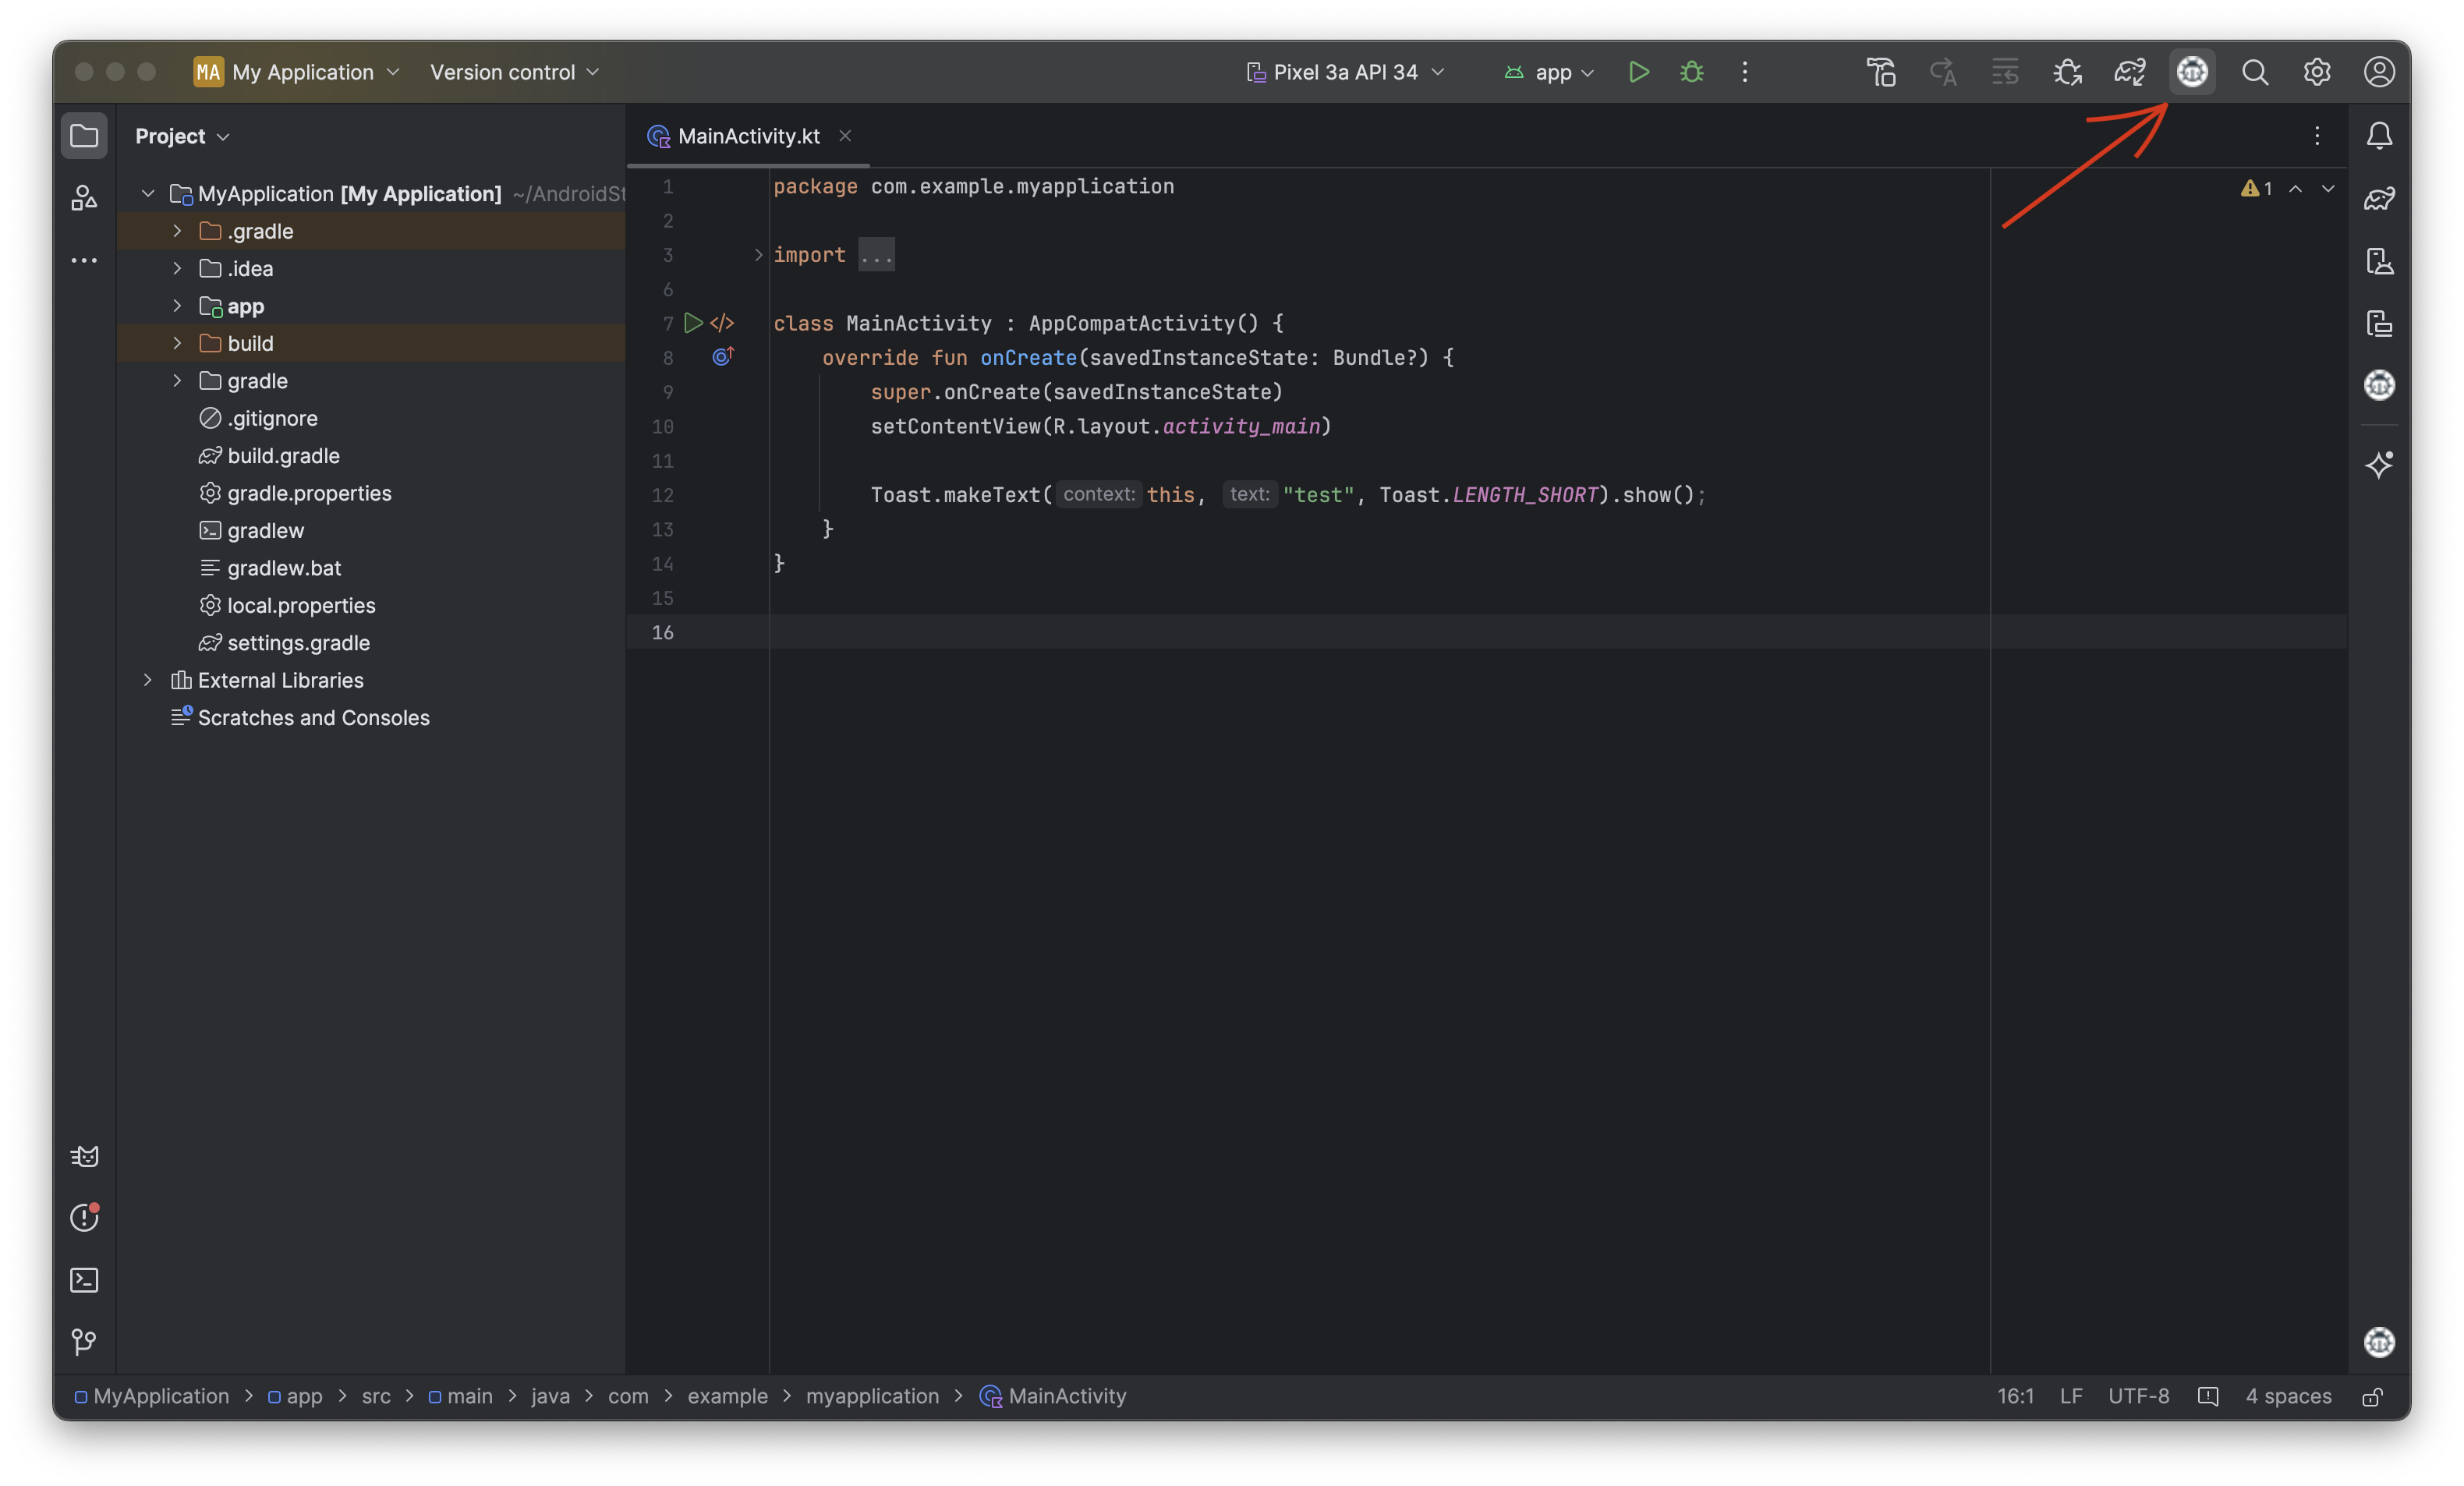 MA My Application Version control Pixel 3a API 34 app
Project
MainActivity.kt
MyApplication [My Application] ~/AndroidSt
.gradle
.idea
app
build
gradle
.gitignore
build.gradle
gradle.properties
gradlew
gradlew.bat
local.properties
settings.gradle
External Libraries
Scratches and Consoles
1 package com.example.myapplication
2
3 import ...
6
7 class MainActivity : AppCompatActivity() {
8 override fun onCreate(savedInstanceState: Bundle?) {
9 super.onCreate(savedInstanceState)
10 setContentView(R.layout.activity_main)
11
12 Toast.makeText( context: this, text: "test", Toast.LENGTH_SHORT).show();
13 }
14 }
15
16
1
MyApplication > app > src > main > java > com > example > myapplication > MainActivity
16:1 LF UTF-8 4 spaces